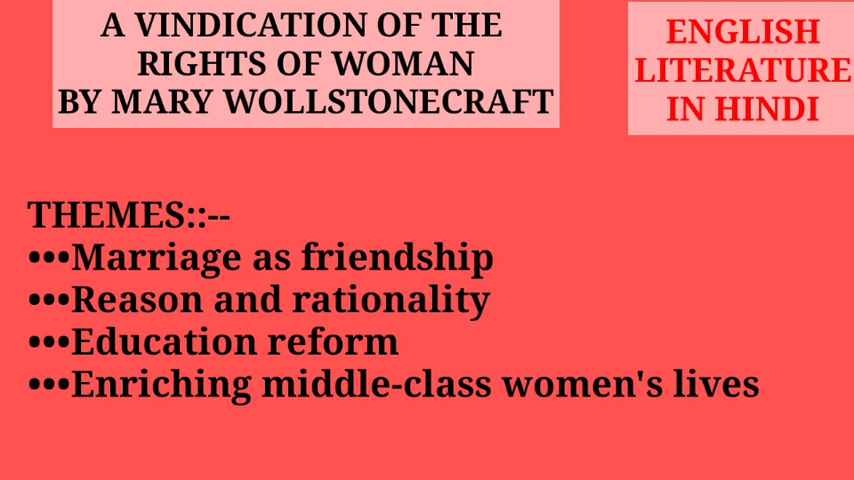 A VINDICATION OF THE
RIGHTS OF WOMAN
BY MARY WOLLSTONECRAFT
ENGLISH
LITERATURE
IN HINDI
THEMES::--
•••Marriage as friendship
•••Reason and rationality
•••Education reform
•••Enriching middle-class women's lives